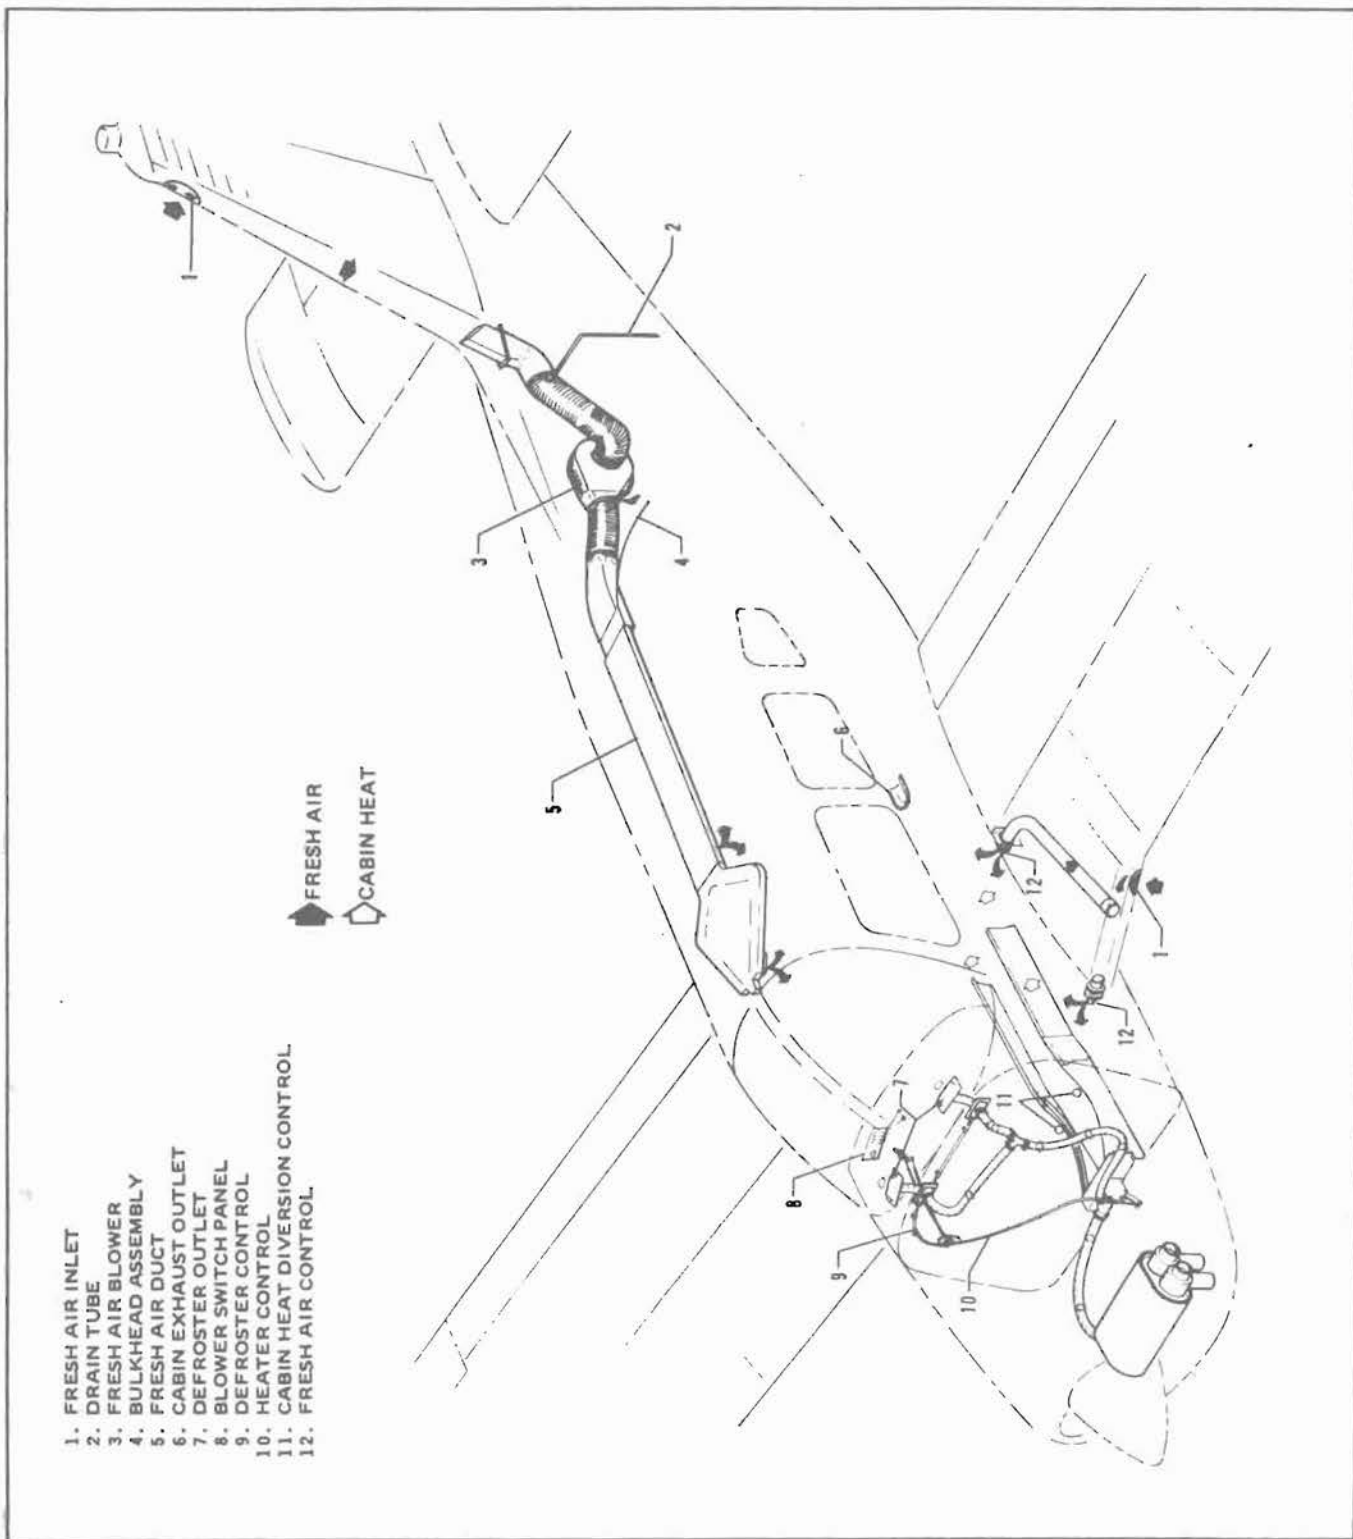 1. FRESH AIR INLET
2. DRAIN TUBE
3. FRESH AIR BLOWER
4. BULKHEAD ASSEMBLY
5. FRESH AIR DUCT
6. CABIN EXHAUST OUTLET
7. DEFROSTER OUTLET
8. BLOWER SWITCH PANEL
9. DEFROSTER CONTROL
10. HEATER CONTROL
11. CABIN HEAT DIVERSION CONTROL
12. FRESH AIR CONTROL
FRESH AIR
CABIN HEAT
1
2
3
4
5
6
7
8
9
10
11
12
12
1